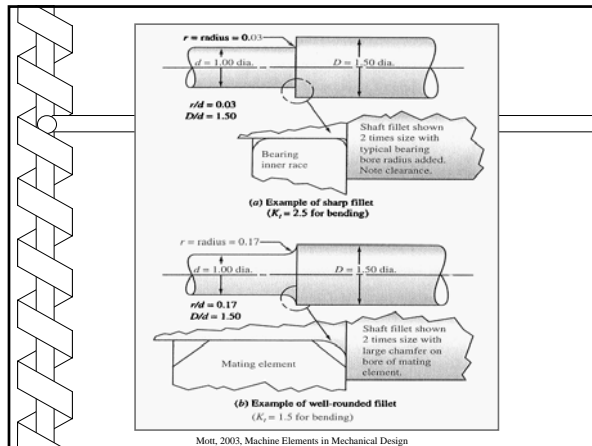 r = radius = 0.03
d = 1.00 dia.
D = 1.50 dia.
r/d = 0.03
D/d = 1.50
Shaft fillet shown
2 times size with
typical bearing
bore radius added.
Note clearance.
Bearing
inner race
(a) Example of sharp fillet
(Kt = 2.5 for bending)
r = radius = 0.17
d = 1.00 dia.
D = 1.50 dia.
r/d = 0.17
D/d = 1.50
Shaft fillet shown
2 times size with
large chamfer on
bore of mating
element.
Mating element
(b) Example of well-rounded fillet
(Kt = 1.5 for bending)
Mott, 2003, Machine Elements in Mechanical Design